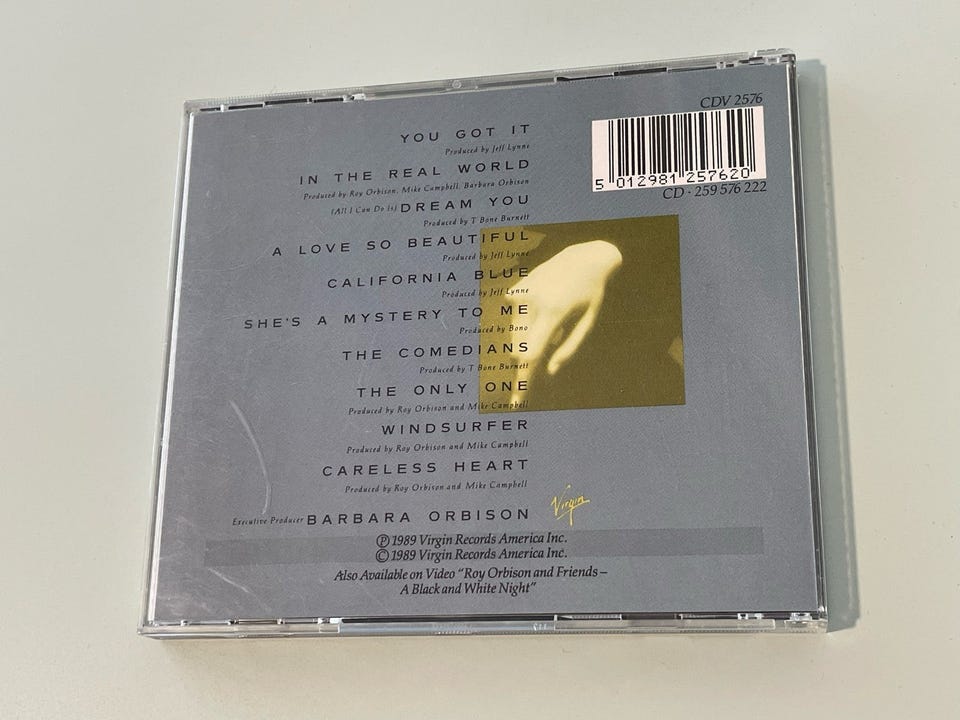 CDV 2576
5 012981 257620
CD · 259 576 222
YOU GOT IT
Produced by Jeff Lynne
IN THE REAL WORLD
Produced by Roy Orbison, Mike Campbell, Barbara Orbison
(All I Can Do Is) DREAM YOU
Produced by T Bone Burnett
A LOVE SO BEAUTIFUL
Produced by Jeff Lynne
CALIFORNIA BLUE
Produced by Jeff Lynne
SHE'S A MYSTERY TO ME
Produced by Bono
THE COMEDIANS
Produced by T Bone Burnett
THE ONLY ONE
Produced by Roy Orbison and Mike Campbell
WINDSURFER
Produced by Roy Orbison and Mike Campbell
CARELESS HEART
Produced by Roy Orbison and Mike Campbell
Executive Producer BARBARA ORBISON
Virgin
℗ 1989 Virgin Records America Inc.
© 1989 Virgin Records America Inc.
Also Available on Video "Roy Orbison and Friends –
A Black and White Night"